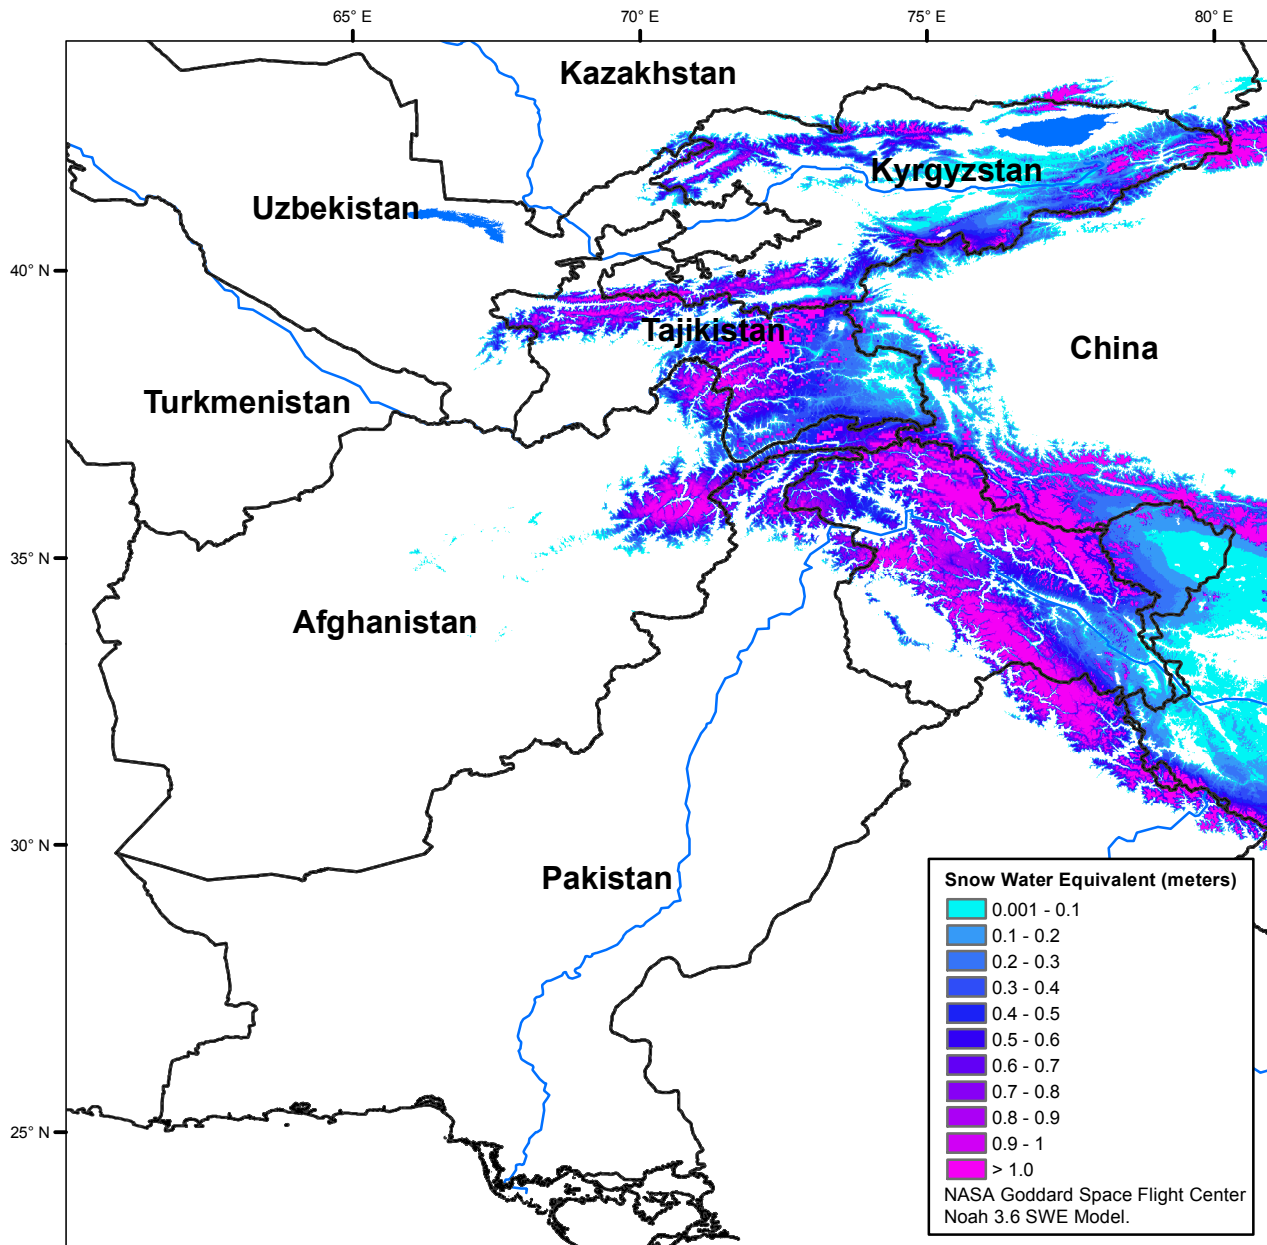 65° E
70° E
75° E
80° E
Kazakhstan
Kyrgyzstan
Uzbekistan
40° N
Tajikistan
China
Turkmenistan
35° N
Afghanistan
30° N
Pakistan
25° N
Snow Water Equivalent (meters)
0.001 - 0.1
0.1 - 0.2
0.2 - 0.3
0.3 - 0.4
0.4 - 0.5
0.5 - 0.6
0.6 - 0.7
0.7 - 0.8
0.8 - 0.9
0.9 - 1
> 1.0
NASA Goddard Space Flight Center
Noah 3.6 SWE Model.